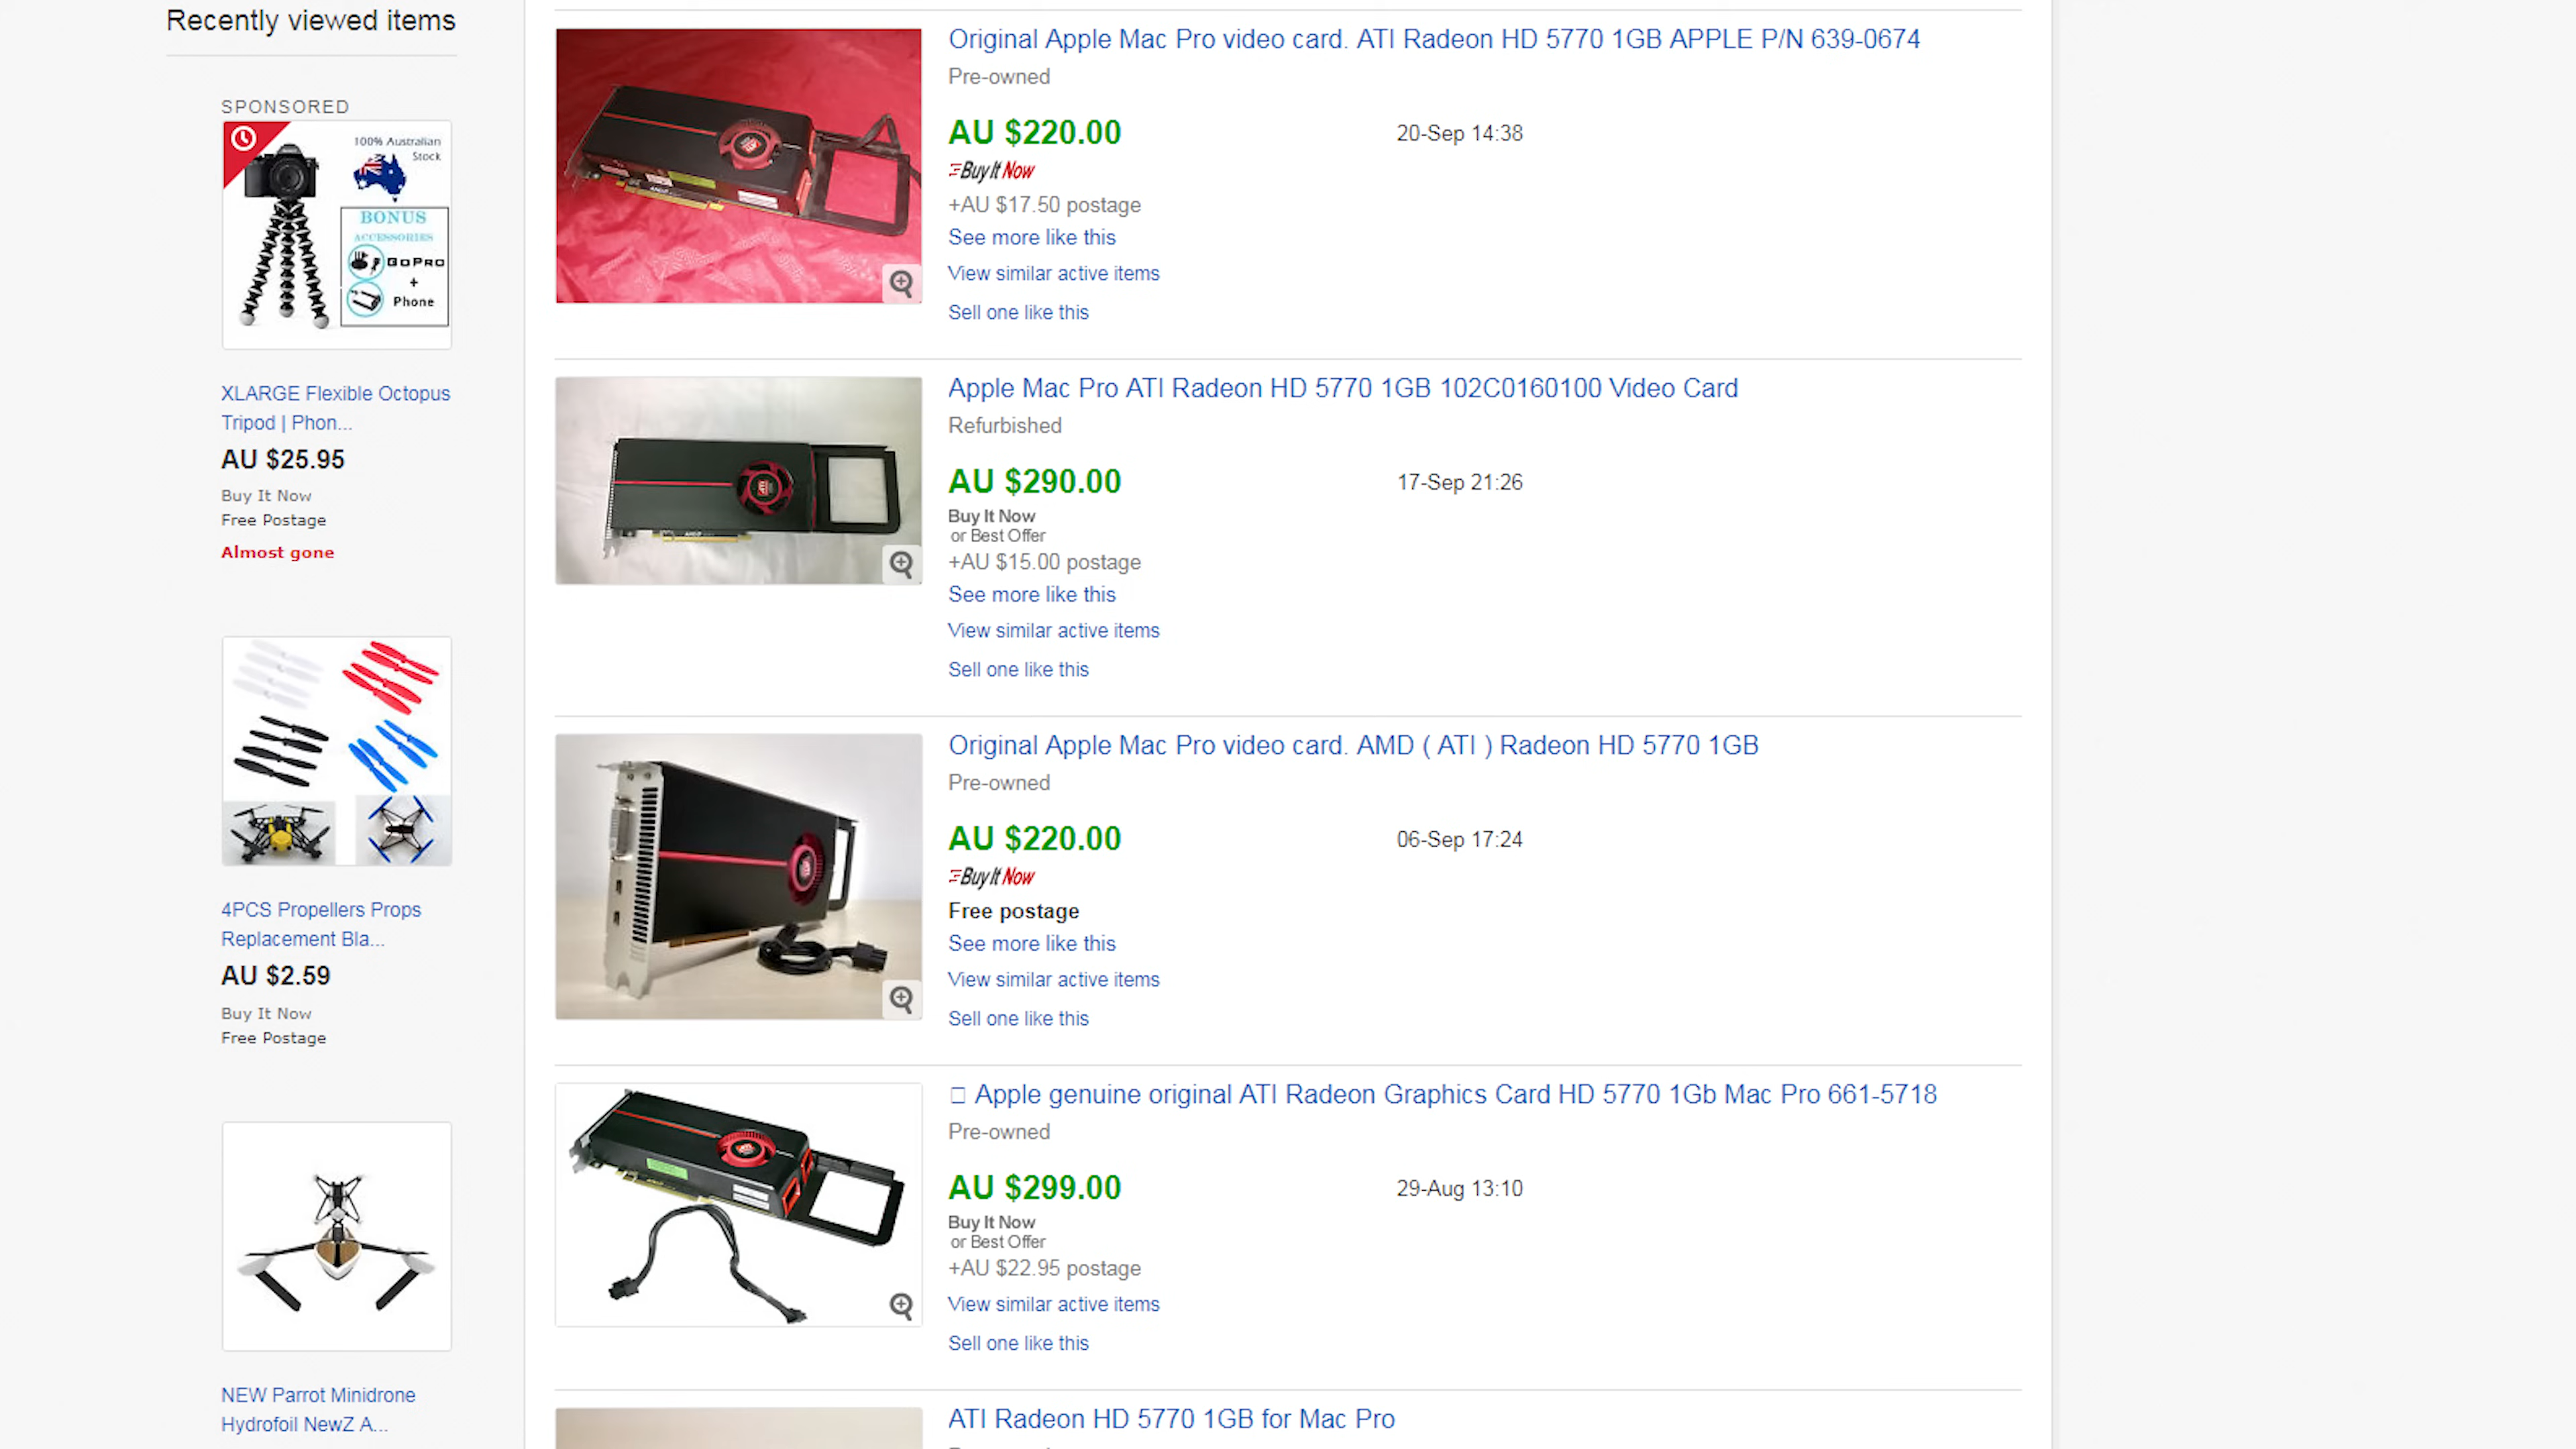 Recently viewed items
SPONSORED
100% Australian
Stock
BONUS
ACCESSORIES
GoPRO
+
Phone
XLARGE Flexible Octopus
Tripod | Phon...
AU $25.95
Buy It Now
Free Postage
Almost gone
4PCS Propellers Props
Replacement Bla...
AU $2.59
Buy It Now
Free Postage
NEW Parrot Minidrone
Hydrofoil NewZ A...
Original Apple Mac Pro video card. ATI Radeon HD 5770 1GB APPLE P/N 639-0674
Pre-owned
AU $220.00
20-Sep 14:38
Buy It Now
+AU $17.50 postage
See more like this
View similar active items
Sell one like this
Apple Mac Pro ATI Radeon HD 5770 1GB 102C0160100 Video Card
Refurbished
AU $290.00
17-Sep 21:26
Buy It Now
or Best Offer
+AU $15.00 postage
See more like this
View similar active items
Sell one like this
Original Apple Mac Pro video card. AMD ( ATI ) Radeon HD 5770 1GB
Pre-owned
AU $220.00
06-Sep 17:24
Buy It Now
Free postage
See more like this
View similar active items
Sell one like this
Apple genuine original ATI Radeon Graphics Card HD 5770 1Gb Mac Pro 661-5718
Pre-owned
AU $299.00
29-Aug 13:10
Buy It Now
or Best Offer
+AU $22.95 postage
View similar active items
Sell one like this
ATI Radeon HD 5770 1GB for Mac Pro